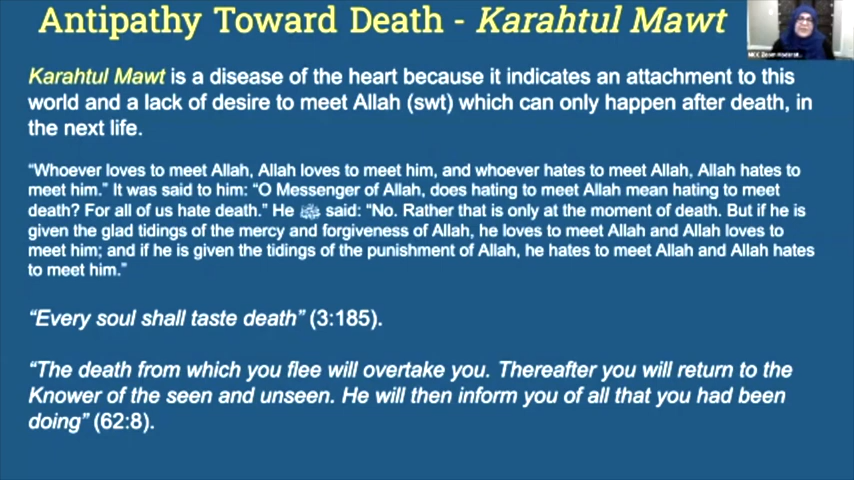 Antipathy Toward Death - Karahtul Mawt
Karahtul Mawt is a disease of the heart because it indicates an attachment to this
world and a lack of desire to meet Allah (swt) which can only happen after death, in
the next life.
“Whoever loves to meet Allah, Allah loves to meet him, and whoever hates to meet Allah, Allah hates to
meet him.” It was said to him: “O Messenger of Allah, does hating to meet Allah mean hating to meet
death? For all of us hate death.” He ﷺ said: “No. Rather that is only at the moment of death. But if he is
given the glad tidings of the mercy and forgiveness of Allah, he loves to meet Allah and Allah loves to
meet him; and if he is given the tidings of the punishment of Allah, he hates to meet Allah and Allah hates
to meet him.”
“Every soul shall taste death” (3:185).
“The death from which you flee will overtake you. Thereafter you will return to the
Knower of the seen and unseen. He will then inform you of all that you had been
doing” (62:8).